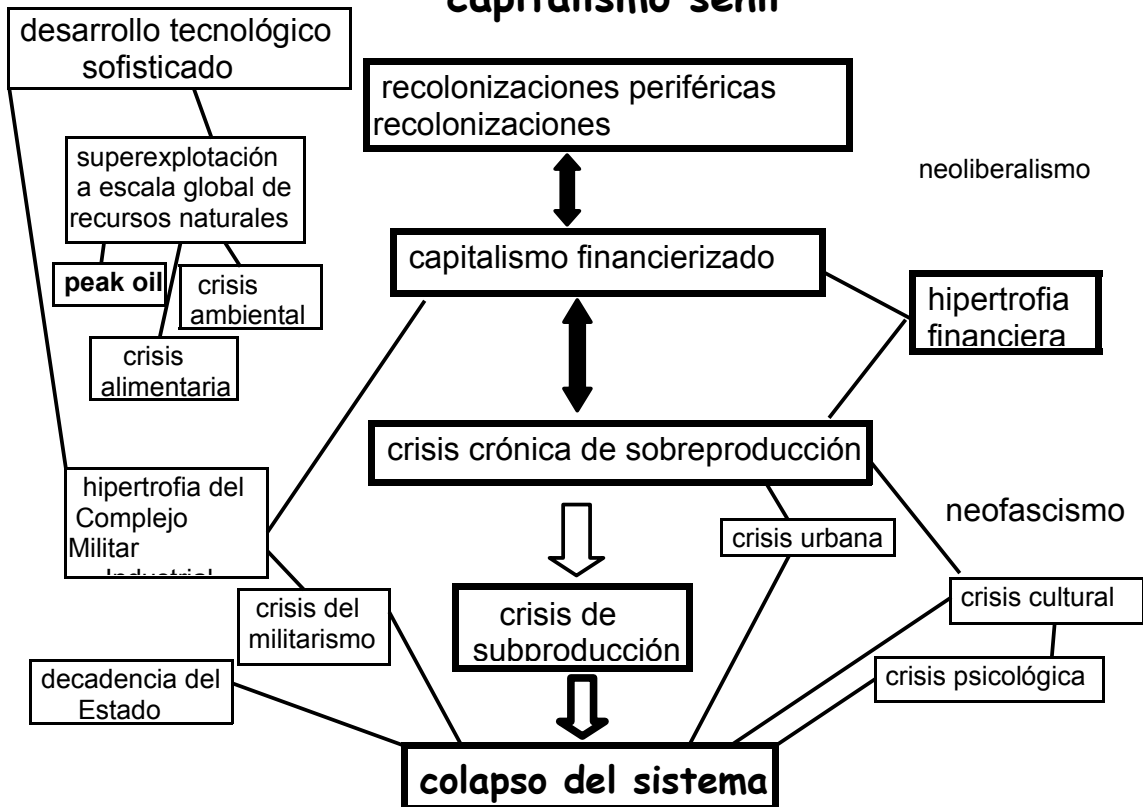 capitalismo senil
desarrollo tecnológico
sofisticado
recolonizaciones periféricas
recolonizaciones
superexplotación
a escala global de
recursos naturales
neoliberalismo
peak oil
crisis
ambiental
crisis
alimentaria
capitalismo financierizado
hipertrofia
financiera
crisis crónica de sobreproducción
hipertrofia del
Complejo
Militar
Industrial
neofascismo
crisis urbana
crisis del
militarismo
crisis de
subproducción
crisis cultural
crisis psicológica
decadencia del
Estado
colapso del sistema